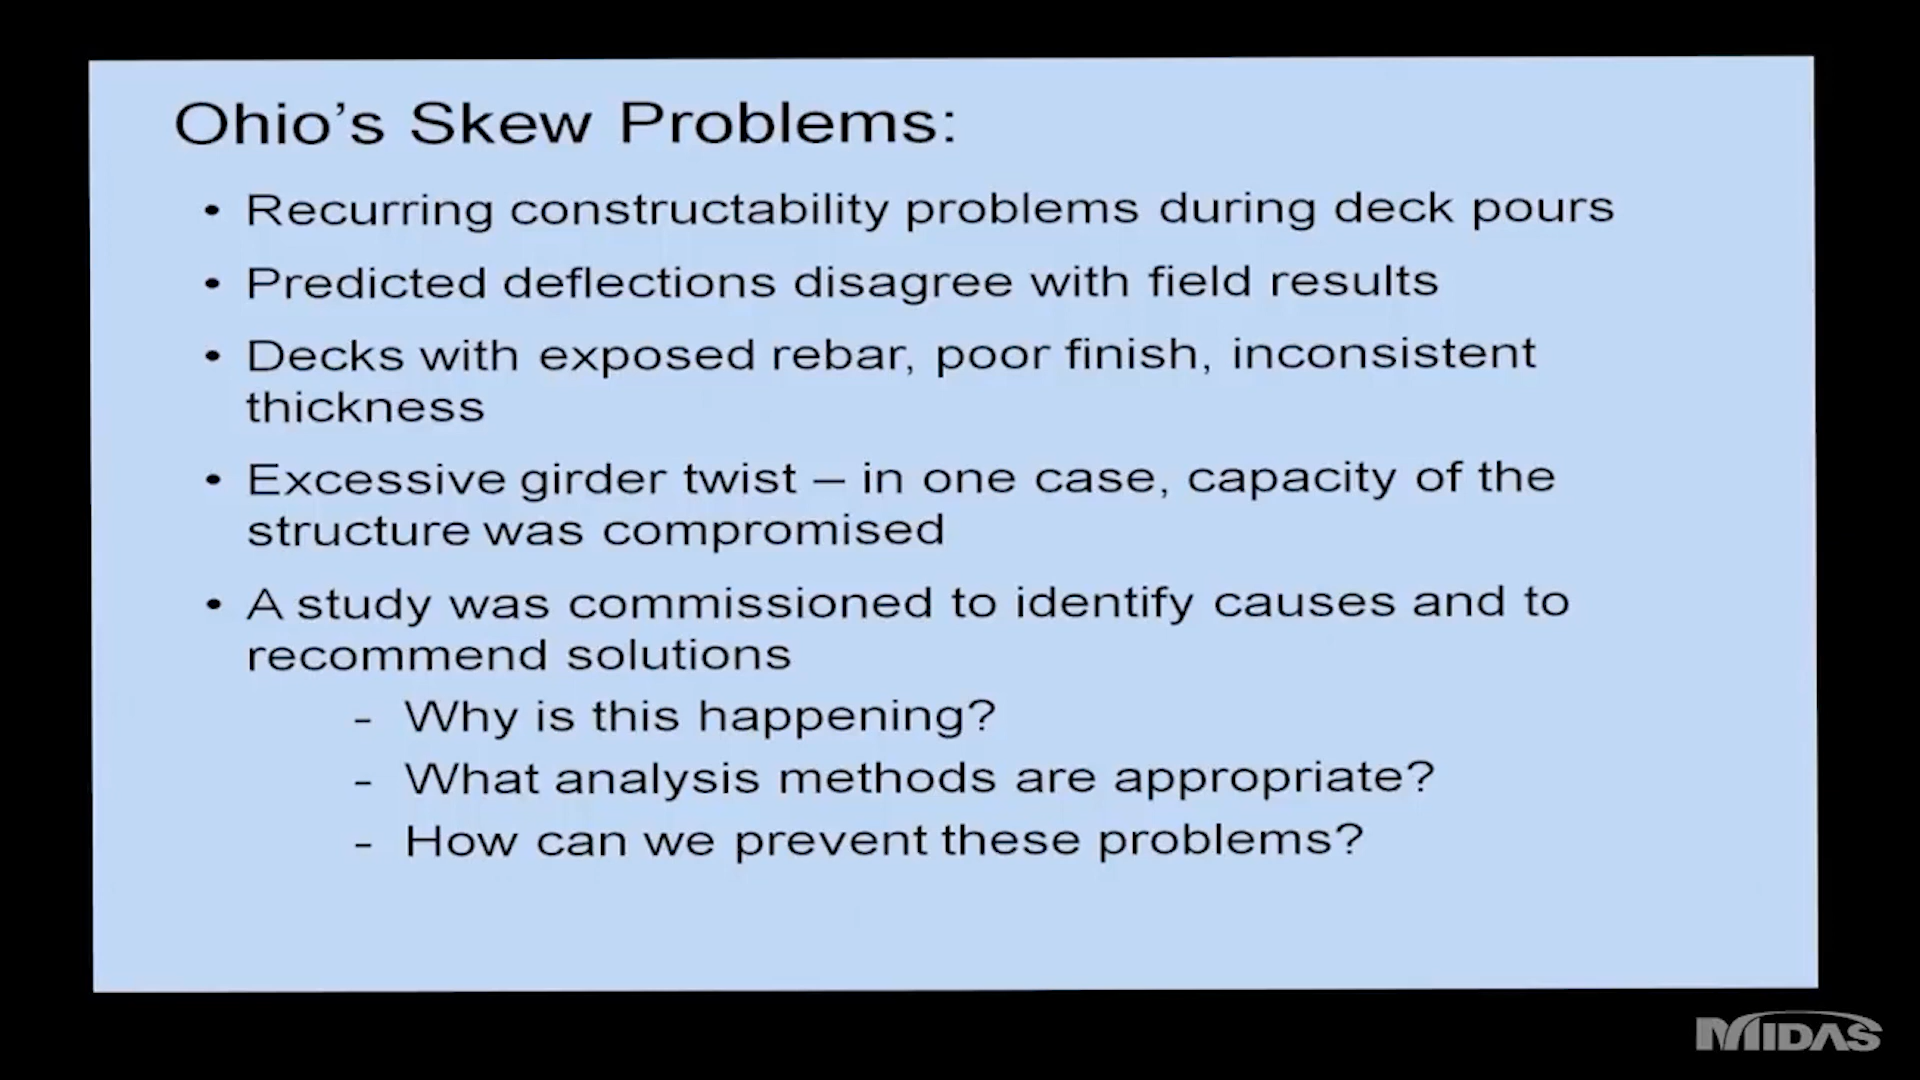 Ohio's Skew Problems:
• Recurring constructability problems during deck pours
• Predicted deflections disagree with field results
• Decks with exposed rebar, poor finish, inconsistent
thickness
• Excessive girder twist – in one case, capacity of the
structure was compromised
• A study was commissioned to identify causes and to
recommend solutions
- Why is this happening?
- What analysis methods are appropriate?
- How can we prevent these problems?
MIDAS